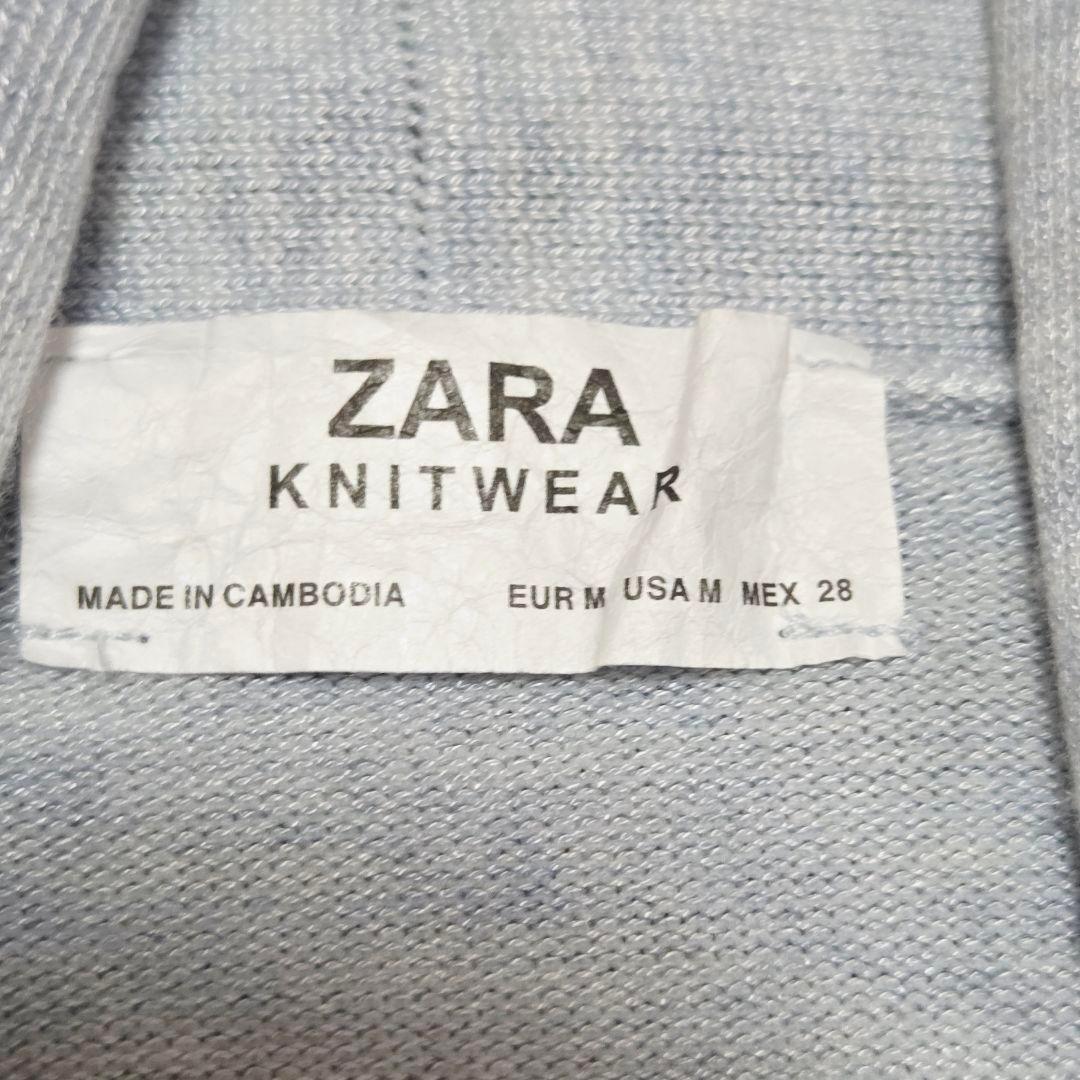 ZARA
KNITWEAR
MADE IN CAMBODIA EUR M USA M MEX 28